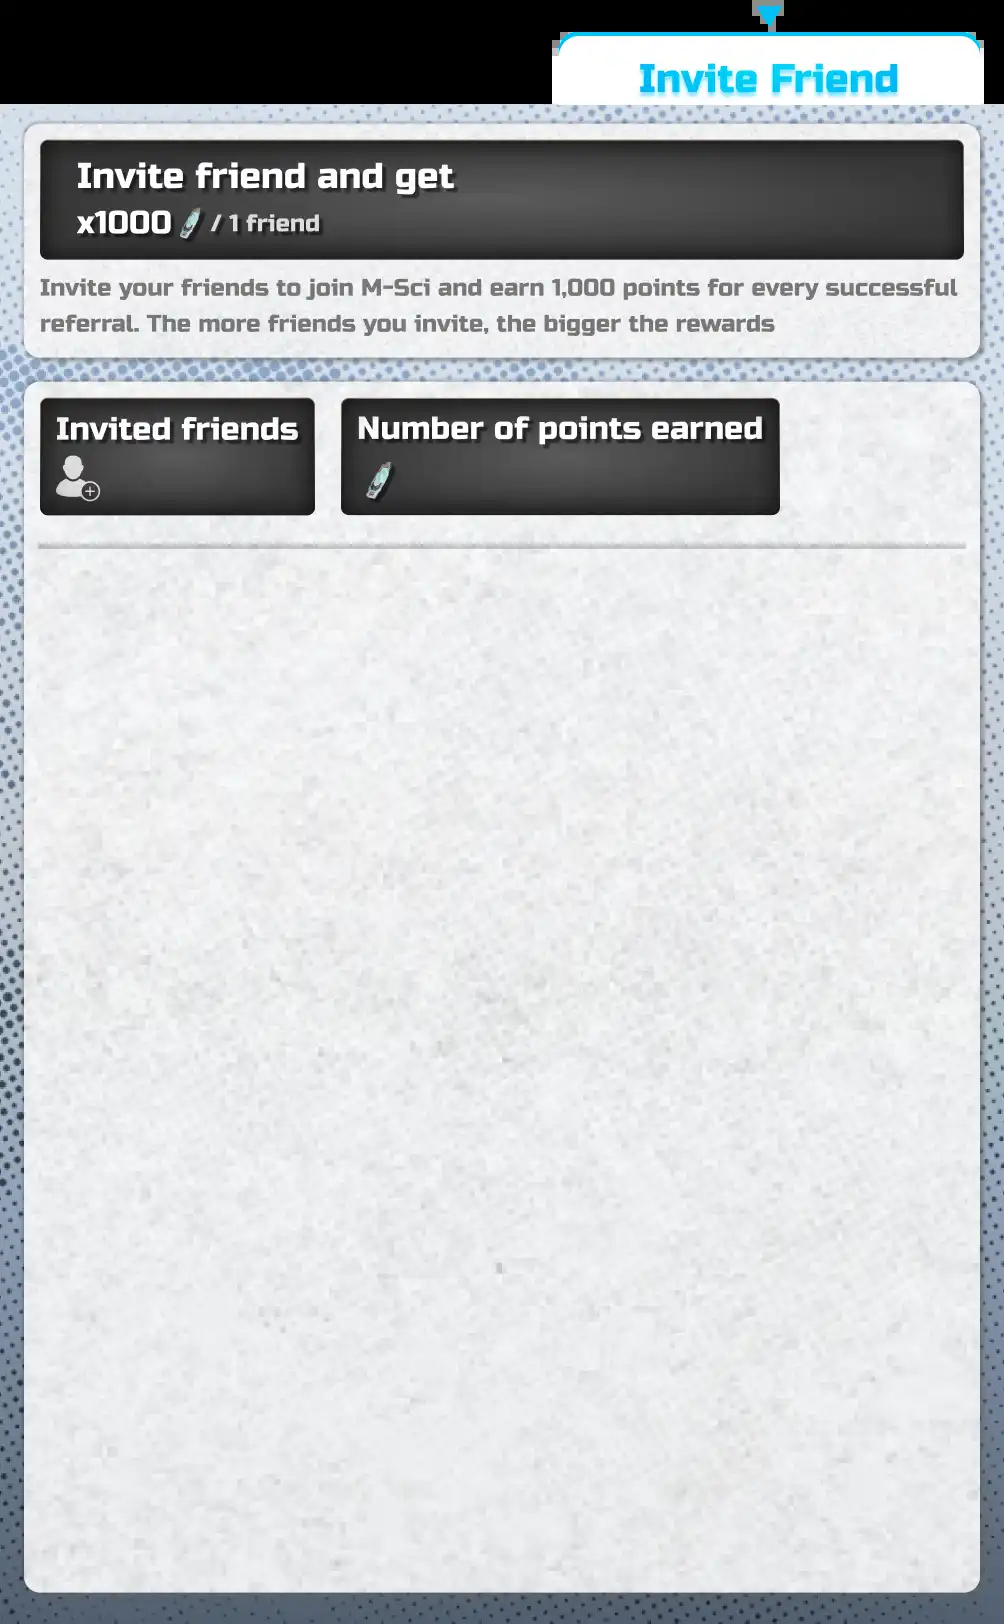 Invite Friend
Invite friend and get
x1000 / 1 friend
Invite your friends to join M-Sci and earn 1,000 points for every successful
referral. The more friends you invite, the bigger the rewards
Invited friends
Number of points earned